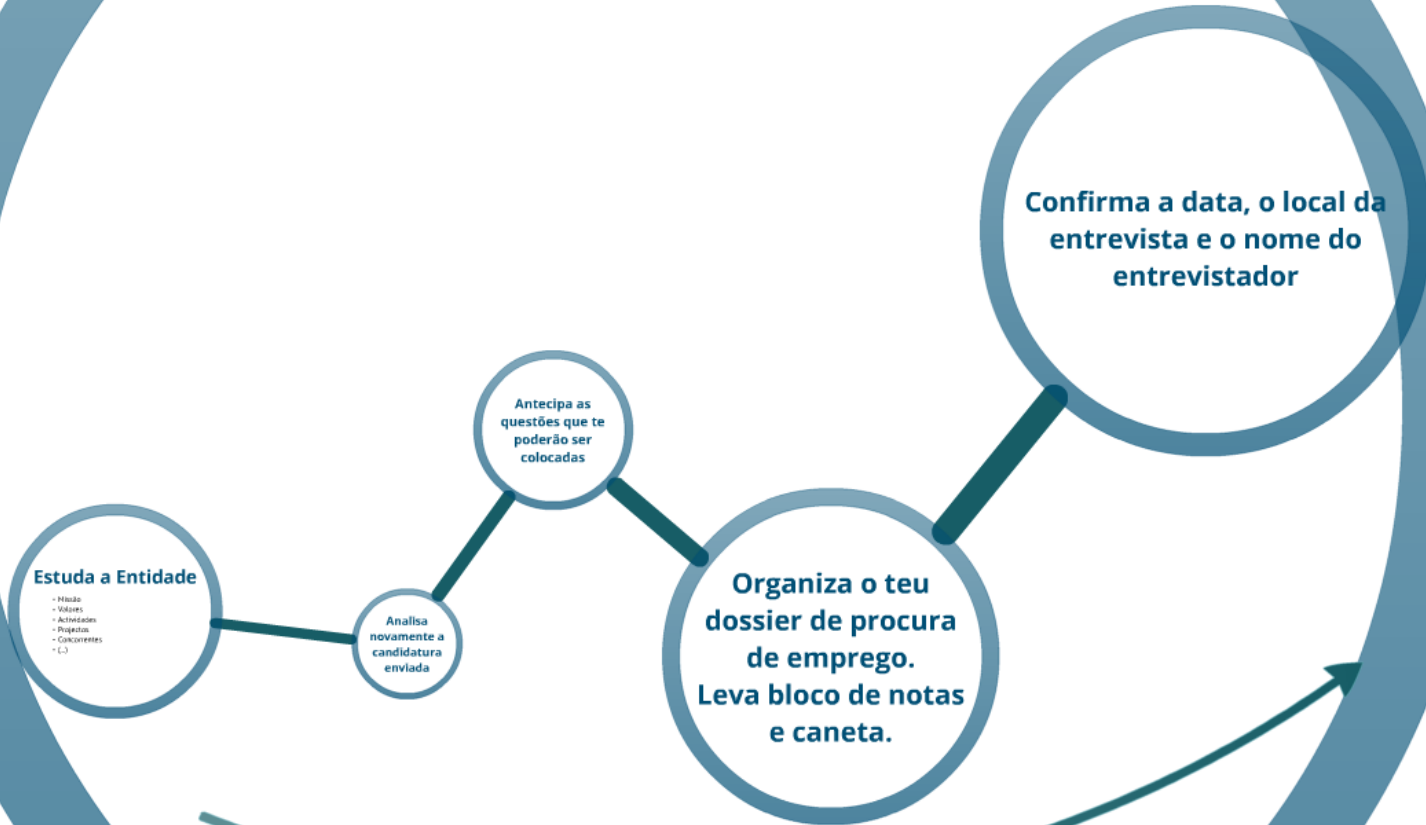 Estuda a Entidade
- Missão
- Valores
- Actividades
- Projectos
- Concorrentes
- (...)
Analisa
novamente a
candidatura
enviada
Antecipa as
questões que te
poderão ser
colocadas
Organiza o teu
dossier de procura
de emprego.
Leva bloco de notas
e caneta.
Confirma a data, o local da
entrevista e o nome do
entrevistador